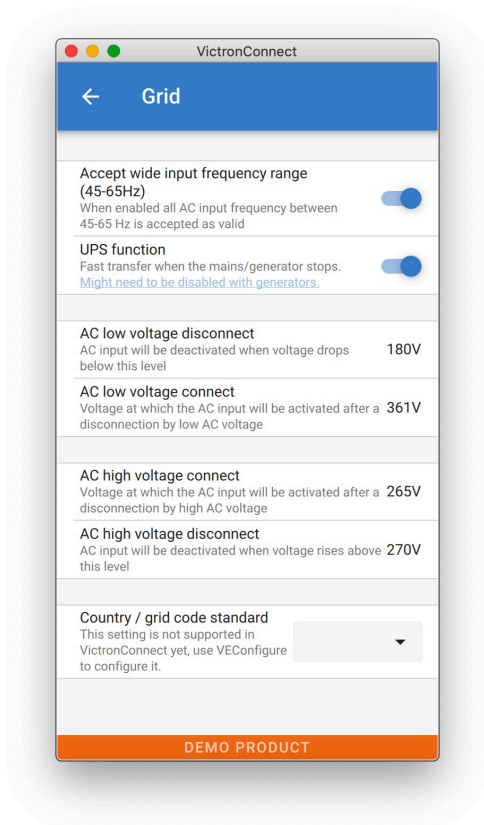 VictronConnect
Grid
Accept wide input frequency range
(45-65Hz)
When enabled all AC input frequency between
45-65 Hz is accepted as valid
UPS function
Fast transfer when the mains/generator stops.
Might need to be disabled with generators.
AC low voltage disconnect
AC input will be deactivated when voltage drops
below this level
180V
AC low voltage connect
Voltage at which the AC input will be activated after a
disconnection by low AC voltage
361V
AC high voltage connect
Voltage at which the AC input will be activated after a
disconnection by high AC voltage
265V
AC high voltage disconnect
AC input will be deactivated when voltage rises above
this level
270V
Country / grid code standard
This setting is not supported in
VictronConnect yet, use VEConfigure
to configure it.
DEMO PRODUCT